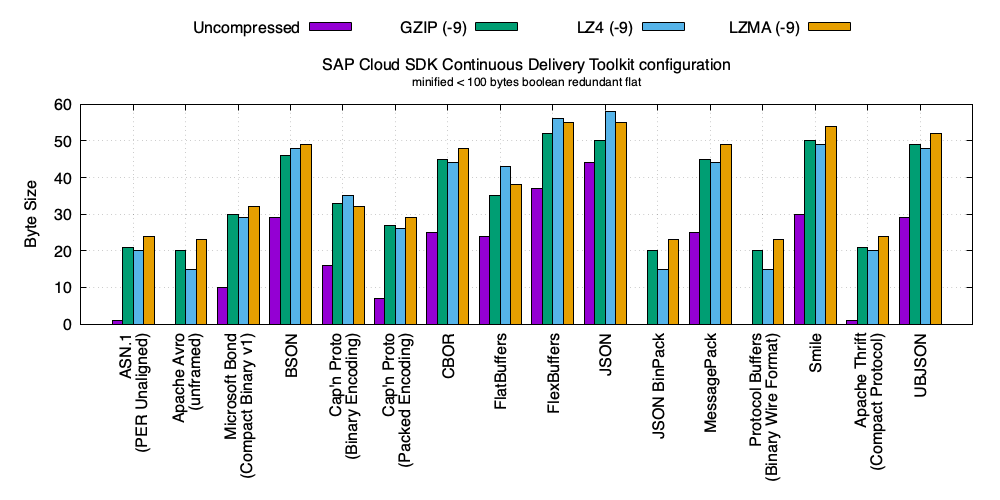 Uncompressed GZIP (-9) LZ4 (-9) LZMA (-9)
SAP Cloud SDK Continuous Delivery Toolkit configuration
minified < 100 bytes boolean redundant flat
Byte Size
60
50
40
30
20
10
0
ASN.1
(PER Unaligned)
Apache Avro
(unframed)
Microsoft Bond
(Compact Binary v1)
BSON
Cap'n Proto
(Binary Encoding)
Cap'n Proto
(Packed Encoding)
CBOR
FlatBuffers
FlexBuffers
JSON
JSON BinPack
MessagePack
Protocol Buffers
(Binary Wire Format)
Smile
Apache Thrift
(Compact Protocol)
UBJSON